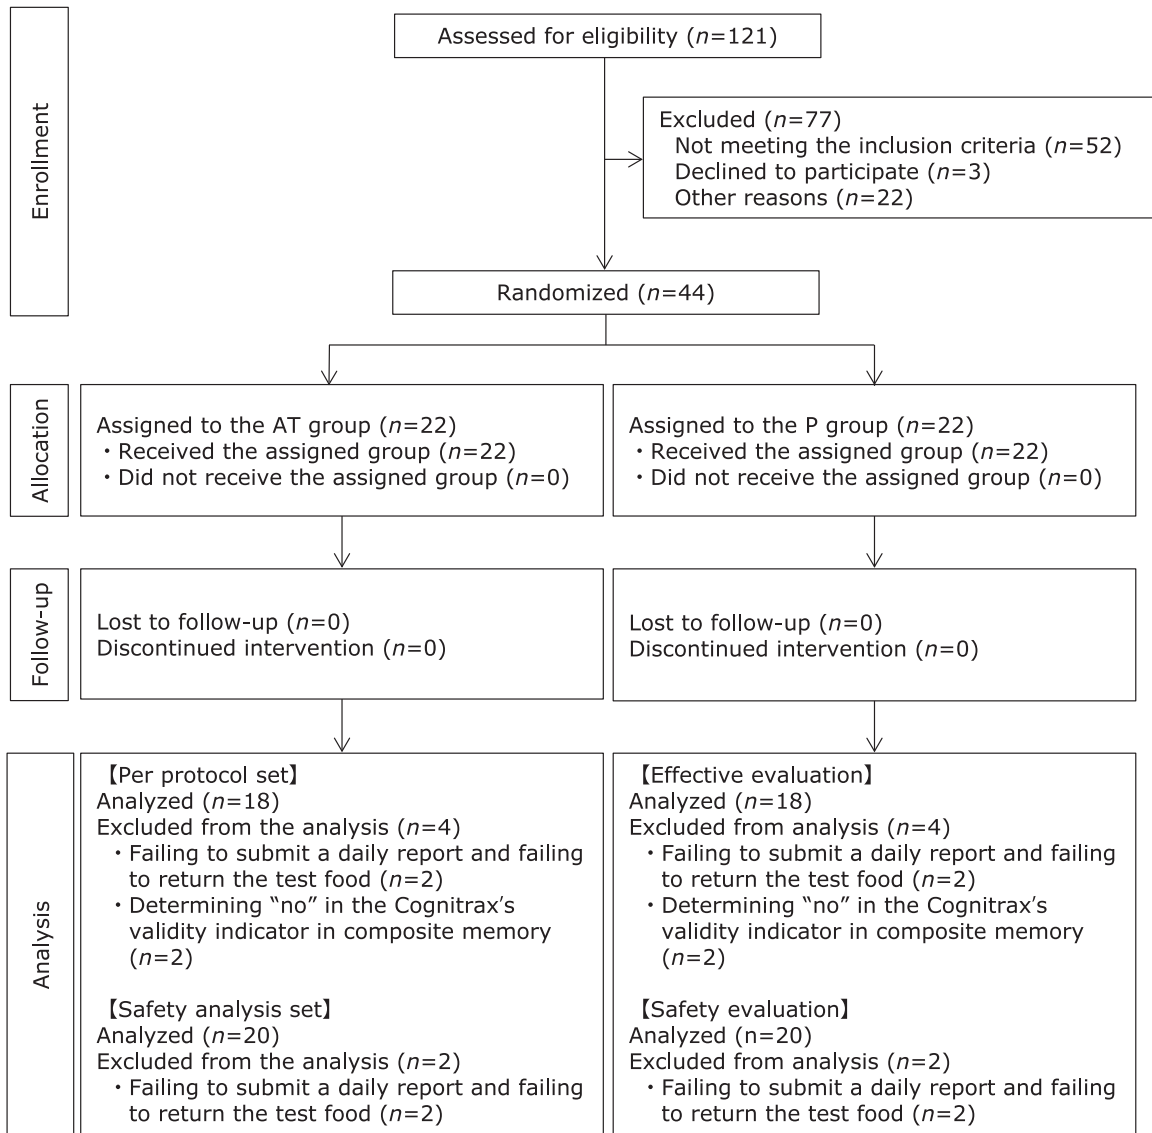 Enrollment
Assessed for eligibility (n=121)
Excluded (n=77)
Not meeting the inclusion criteria (n=52)
Declined to participate (n=3)
Other reasons (n=22)
Randomized (n=44)
Allocation
Assigned to the AT group (n=22)
・Received the assigned group (n=22)
・Did not receive the assigned group (n=0)
Assigned to the P group (n=22)
・Received the assigned group (n=22)
・Did not receive the assigned group (n=0)
Follow-up
Lost to follow-up (n=0)
Discontinued intervention (n=0)
Lost to follow-up (n=0)
Discontinued intervention (n=0)
Analysis
【Per protocol set】
Analyzed (n=18)
Excluded from the analysis (n=4)
・Failing to submit a daily report and failing
to return the test food (n=2)
・Determining “no” in the Cognitrax’s
validity indicator in composite memory
(n=2)
【Safety analysis set】
Analyzed (n=20)
Excluded from the analysis (n=2)
・Failing to submit a daily report and failing
to return the test food (n=2)
【Effective evaluation】
Analyzed (n=18)
Excluded from analysis (n=4)
・Failing to submit a daily report and failing
to return the test food (n=2)
・Determining “no” in the Cognitrax’s
validity indicator in composite memory
(n=2)
【Safety evaluation】
Analyzed (n=20)
Excluded from analysis (n=2)
・Failing to submit a daily report and failing
to return the test food (n=2)